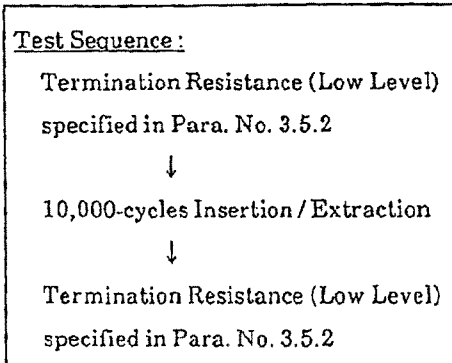 Test Sequence :
Termination Resistance (Low Level)
specified in Para. No. 3.5.2
↓
10,000-cycles Insertion / Extraction
↓
Termination Resistance (Low Level)
specified in Para. No. 3.5.2